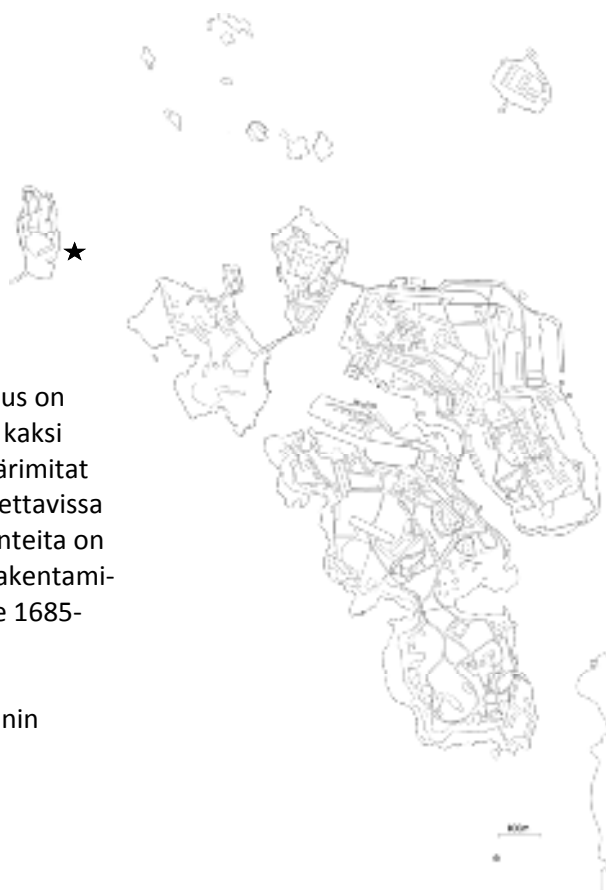 us on
kaksi
ärimitat
ettavissa
nteita on
akentami-
e 1685-
nin